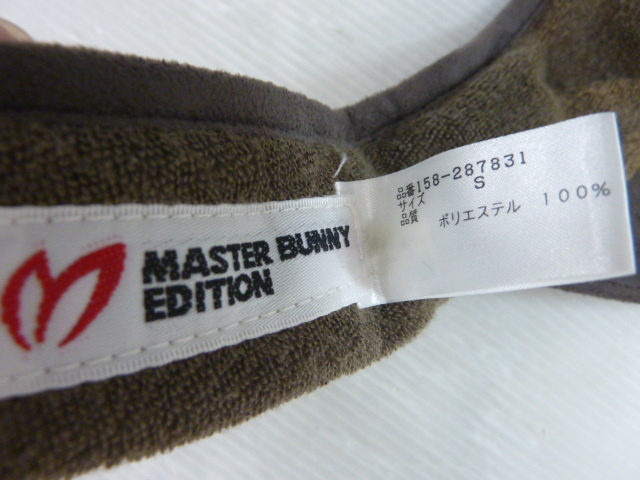 MASTER BUNNY
EDITION
品番158-287831
サイズ S
品質 ポリエステル 100%